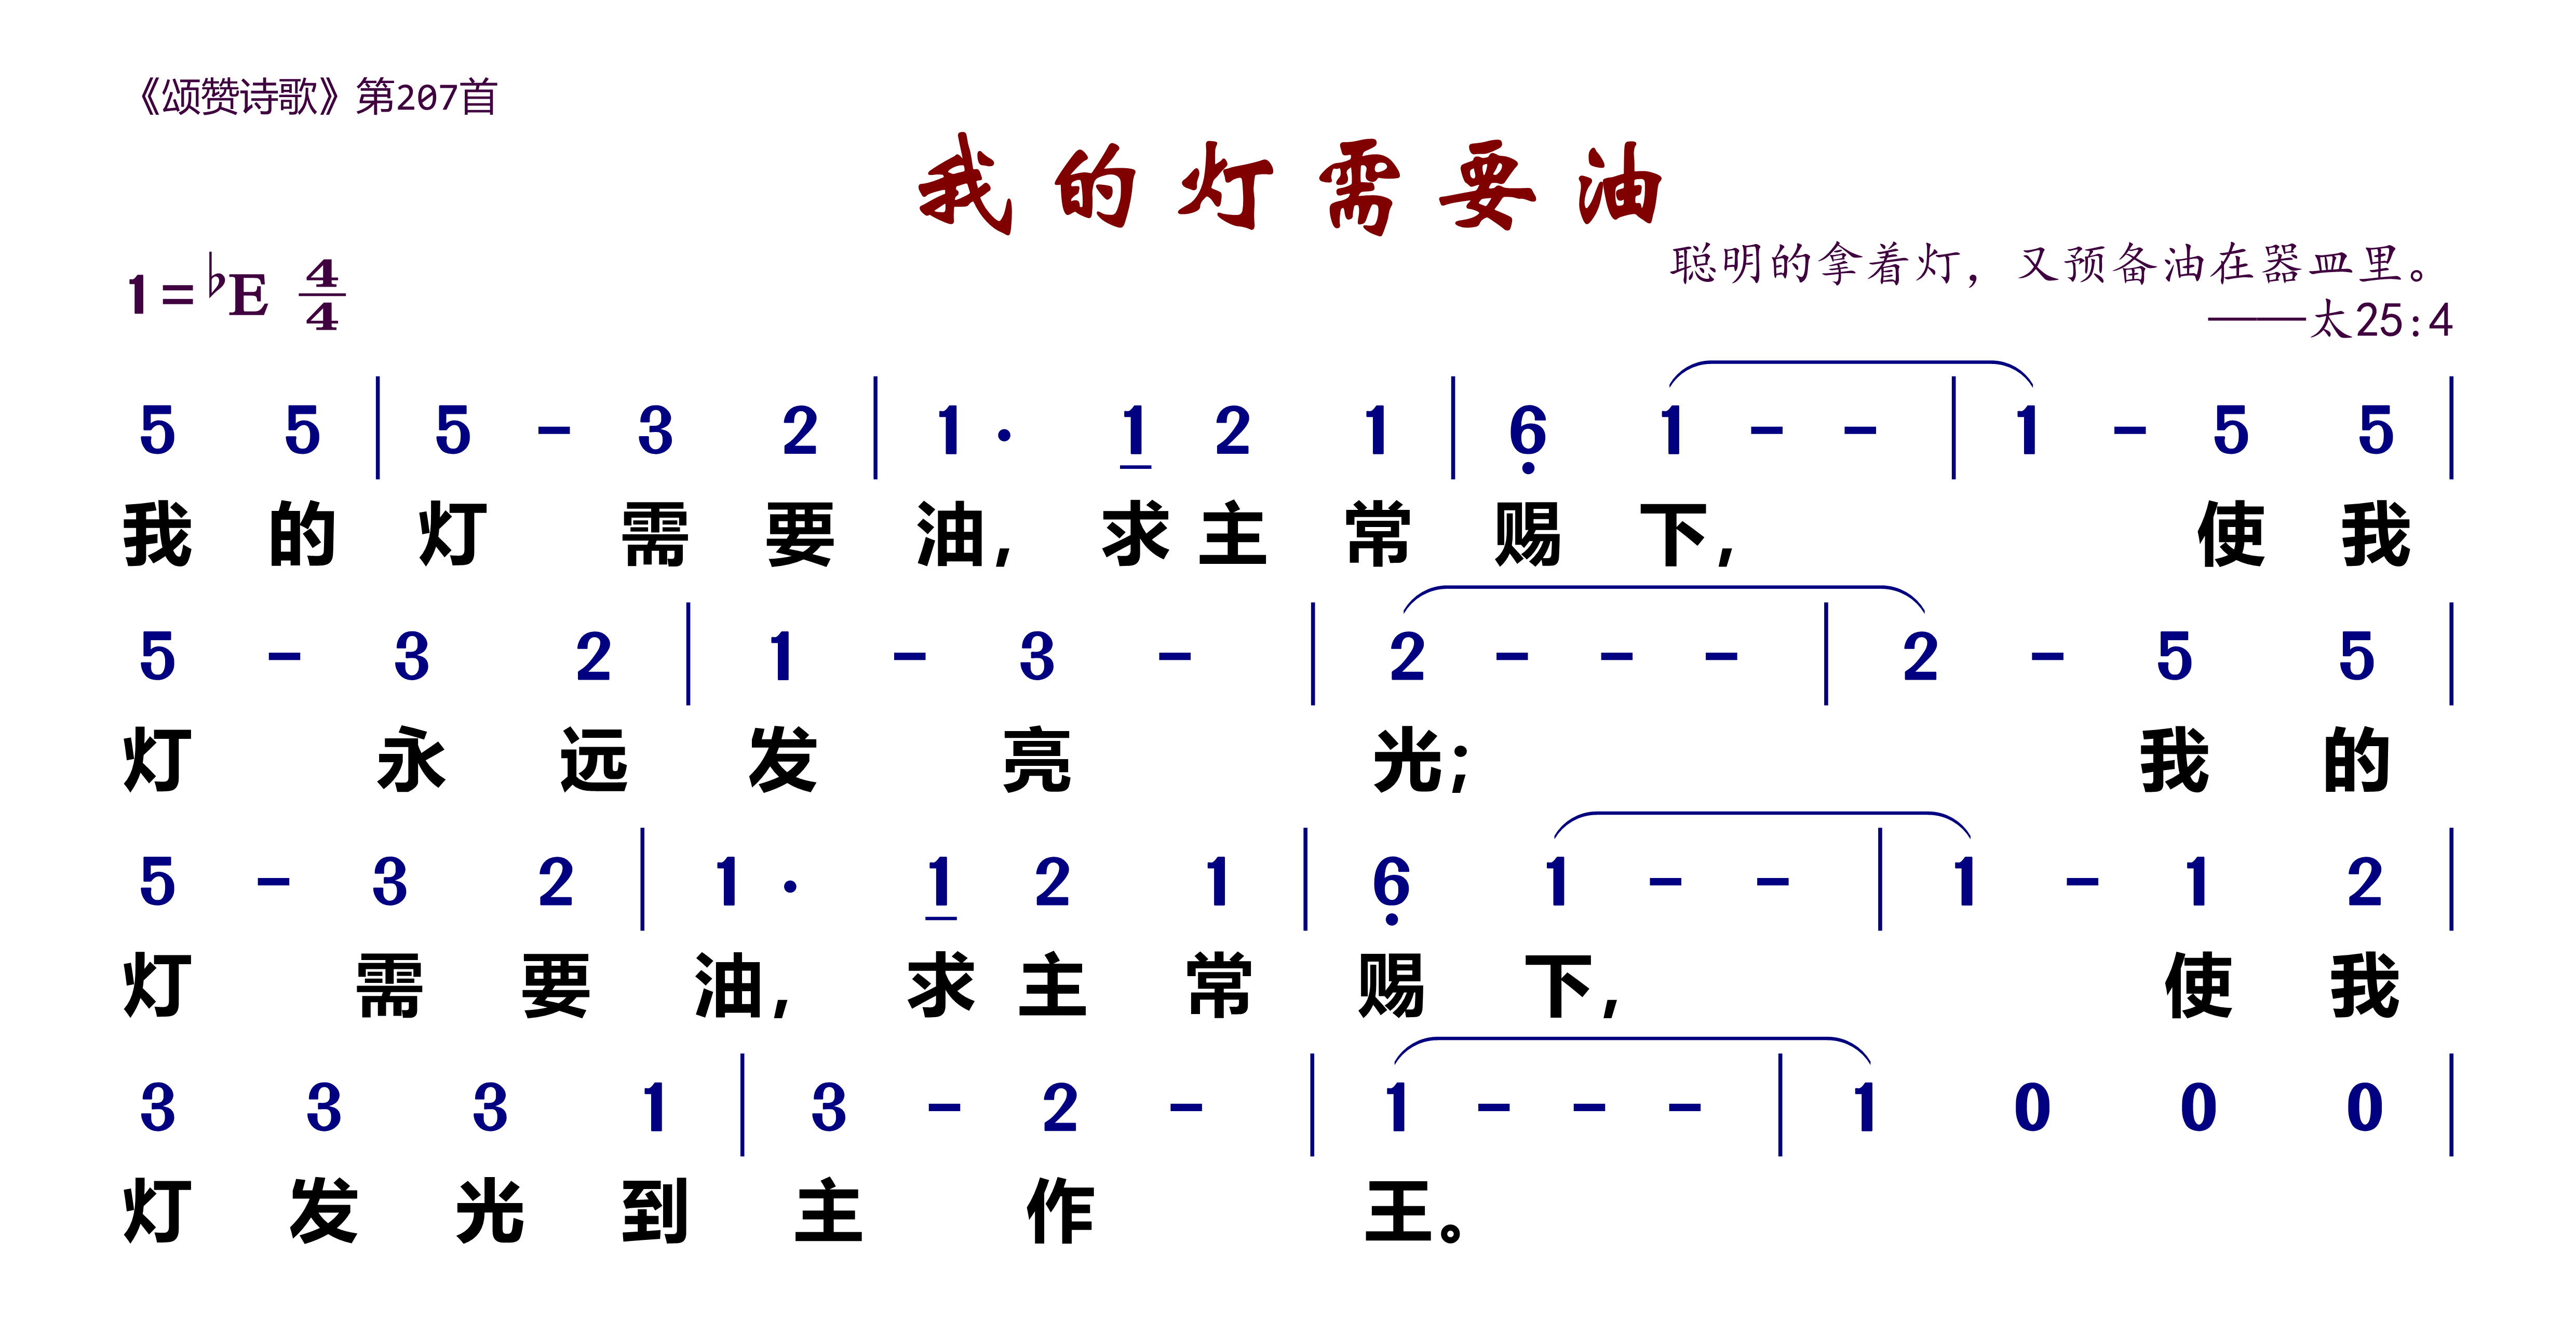 《颂赞诗歌》第207首
我的灯需要油
聪明的拿着灯，又预备油在器皿里。
1=♭E 4/4
——太25:4
5 5 | 5 - 3 2 | 1 · 1 2 1 | 6 1 - - | 1 - 5 5 |
我的灯需要油，求主常赐下，使我
5 - 3 2 | 1 - 3 - | 2 - - - | 2 - 5 5 |
灯永远发亮光；我的
5 - 3 2 | 1 · 1 2 1 | 6 1 - - | 1 - 1 2 |
灯需要油，求主常赐下，使我
3 3 3 1 | 3 - 2 - | 1 - - - | 1 0 0 0 |
灯发光到主作王。